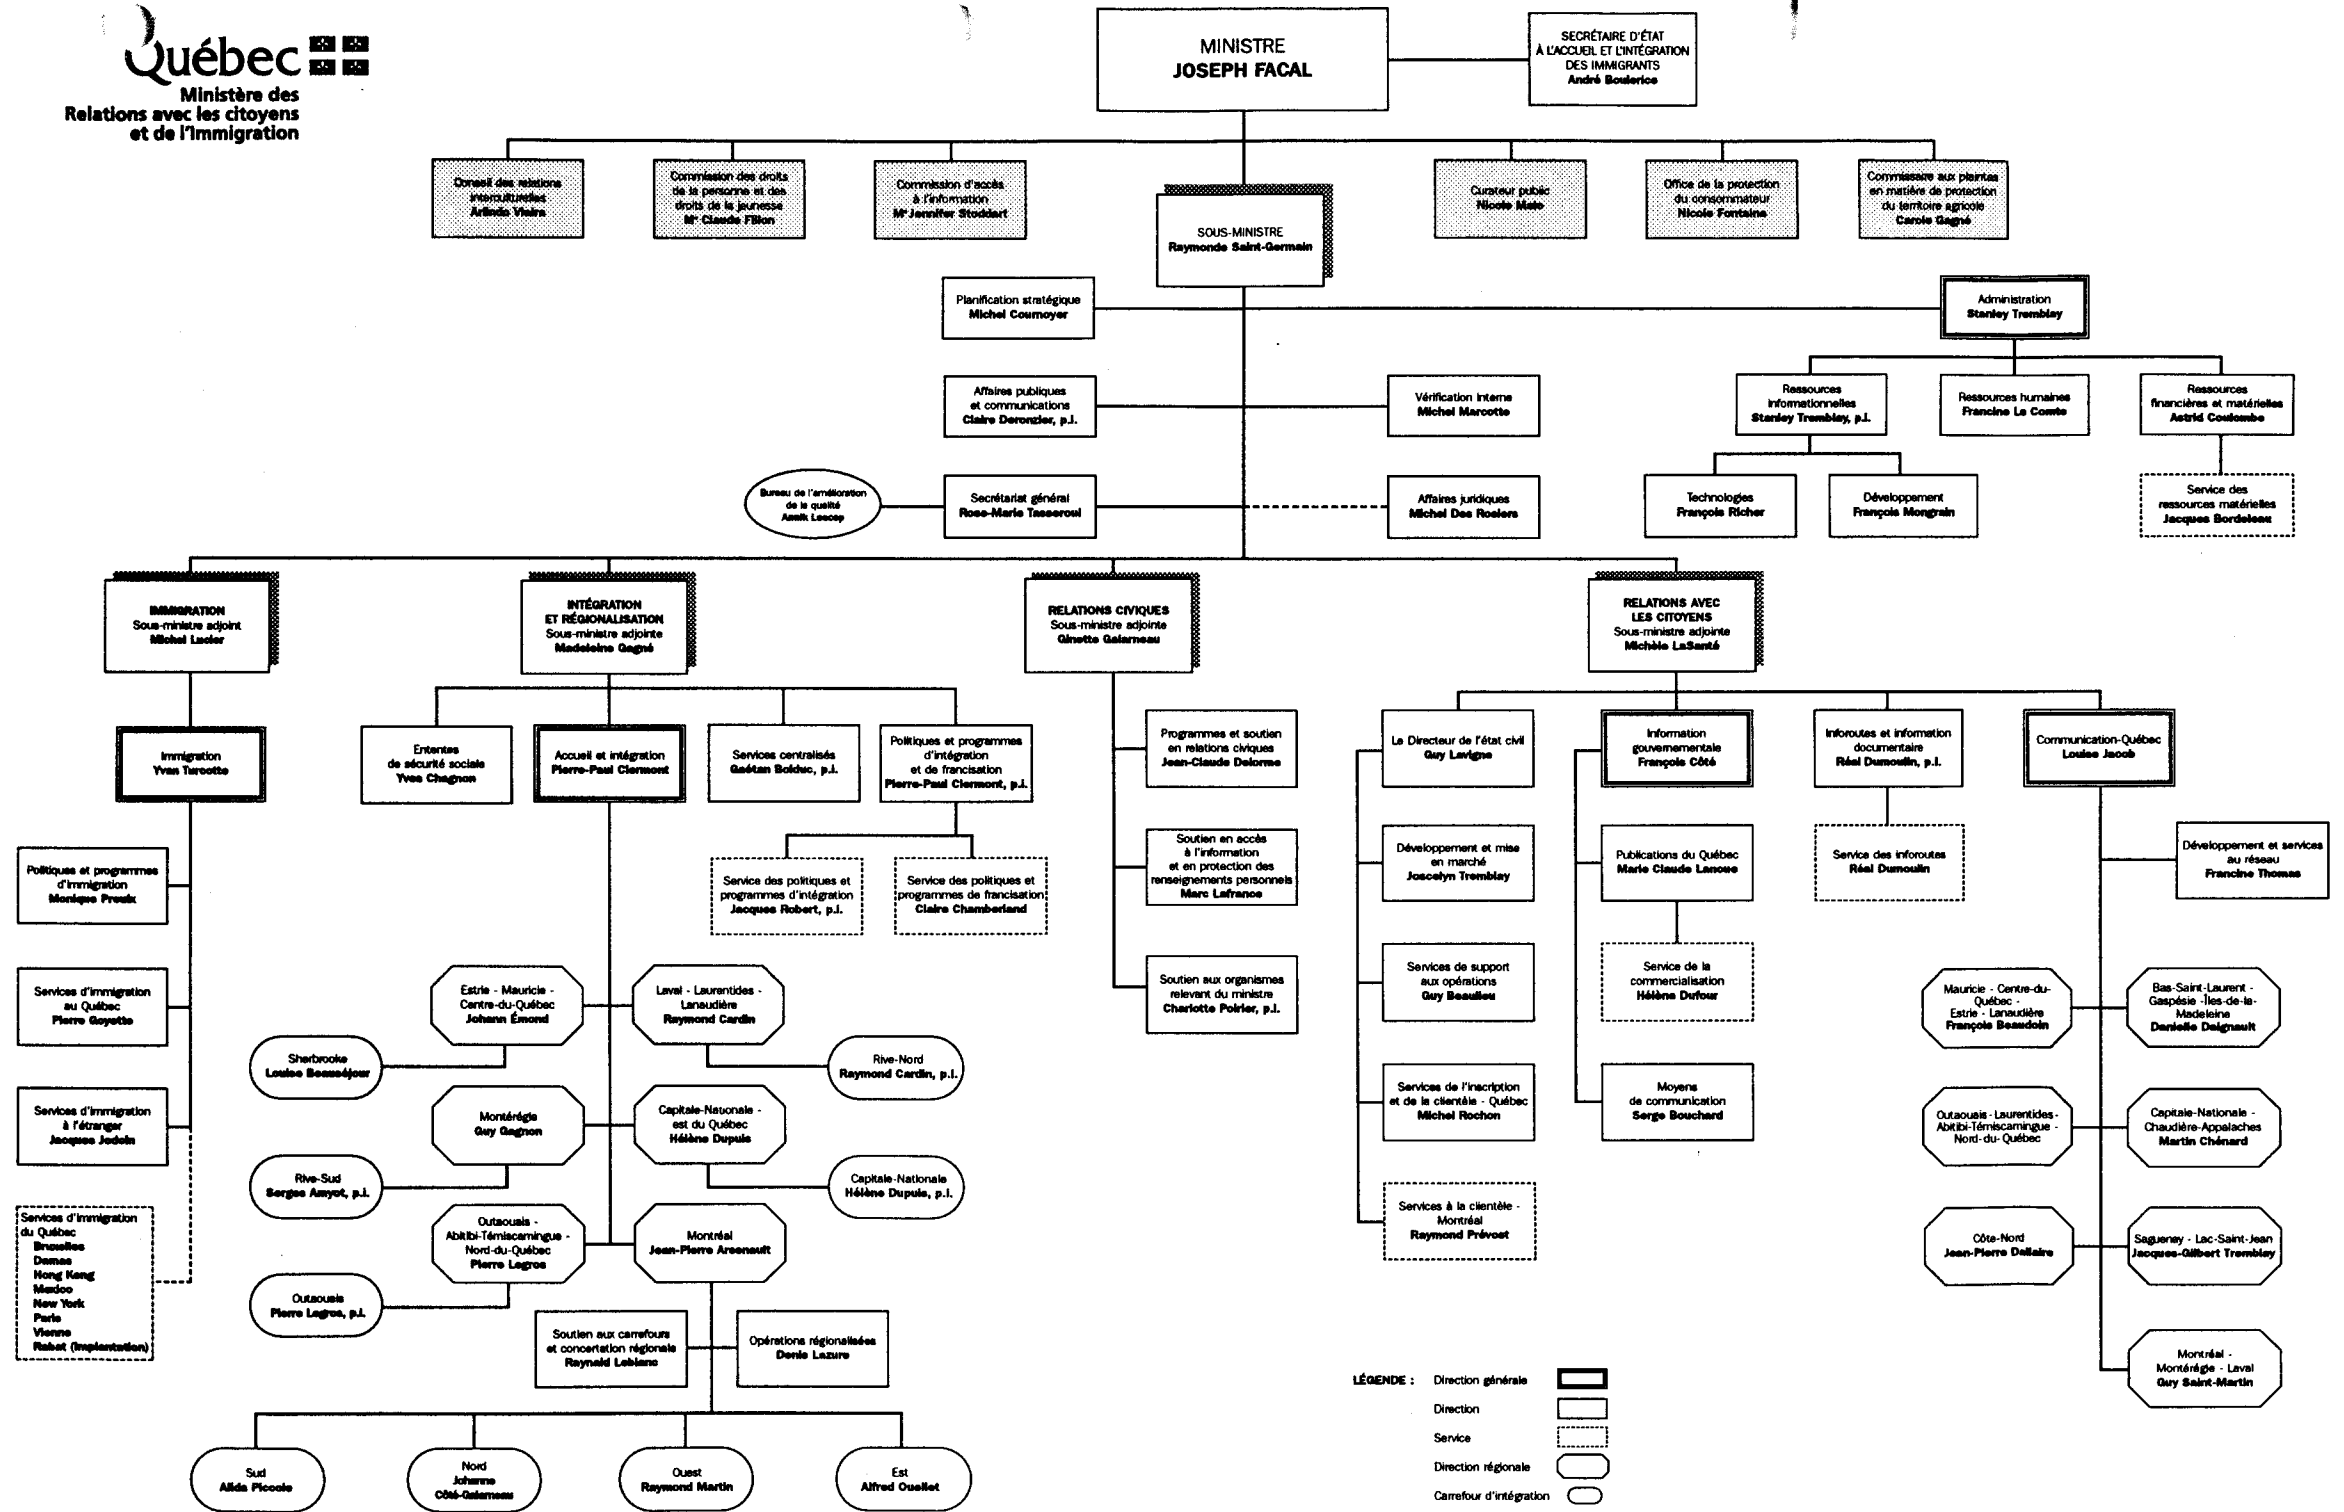 Québec
Ministère des
Relations avec les citoyens
et de l'Immigration
MINISTRE
JOSEPH FACAL
SECRÉTAIRE D'ÉTAT
À L'ACCUEIL ET L'INTÉGRATION
DES IMMIGRANTS
André Boulerice
Conseil des relations
interculturelles
Arlindo Vieira
Commission des droits
de la personne et des
droits de la jeunesse
Me Claude Filion
Commission d'accès
à l'information
Me Jennifer Stoddart
Curateur public
Nicole Malo
Office de la protection
du consommateur
Nicole Fontaine
Commissaire aux plaintes
en matière de protection
du territoire agricole
Carole Gagné
SOUS-MINISTRE
Raymonde Saint-Germain
Planification stratégique
Michel Cournoyer
Administration
Stanley Tremblay
Affaires publiques
et communications
Claire Deronzier, p.i.
Vérification interne
Michel Marcotte
Ressources
informationnelles
Stanley Tremblay, p.i.
Ressources humaines
Francine Le Comte
Ressources
financières et matérielles
Astrid Coulombe
Bureau de l'amélioration
de la qualité
Annik
Secrétariat général
Rose-Marie Tasseroul
Affaires juridiques
Michel Des Rosiers
Technologies
François Richer
Développement
François Mongrain
Service des
ressources matérielles
Jacques Bordeleau
IMMIGRATION
Sous-ministre adjoint
Michel Lucier
INTÉGRATION
ET RÉGIONALISATION
Sous-ministre adjointe
Madeleine Gagné
RELATIONS CIVIQUES
Sous-ministre adjointe
Ginette Galarneau
RELATIONS AVEC
LES CITOYENS
Sous-ministre adjointe
Michèle LaSanté
Immigration
Yvan Turcotte
Ententes
de sécurité sociale
Yves Chagnon
Accueil et intégration
Pierre-Paul Clermont
Services centralisés
Gaétan Bolduc, p.i.
Politiques et programmes
d'intégration
et de francisation
Pierre-Paul Clermont, p.i.
Programmes et soutien
en relations civiques
Jean-Claude Delorme
Le Directeur de l'état civil
Guy Lavigne
Information
gouvernementale
François Côté
Inforoutes et information
documentaire
Réal Dumoulin, p.i.
Communication-Québec
Louise Jacob
Politiques et programmes
d'immigration
Monique Proulx
Service des politiques et
programmes d'intégration
Jacques Robert, p.i.
Service des politiques et
programmes de francisation
Claire Chamberland
Soutien en accès
à l'information
et en protection des
renseignements personnels
Marc Lafrance
Développement et mise
en marché
Joscelyn Tremblay
Publications du Québec
Marie Claude Lanoue
Service des inforoutes
Réal Dumoulin
Développement et services
au réseau
Francine Thomas
Services d'immigration
au Québec
Pierre Goyette
Estrie - Mauricie -
Centre-du-Québec
Johann Émond
Laval - Laurentides -
Lanaudière
Raymond Cardin
Soutien aux organismes
relevant du ministre
Charlotte Poirier, p.i.
Services de support
aux opérations
Guy Beaulieu
Service de la
commercialisation
Hélène Dufour
Mauricie - Centre-du-
Québec -
Estrie - Lanaudière
François Beaudoin
Bas-Saint-Laurent -
Gaspésie -Îles-de-la-
Madeleine
Danielle Daignault
Sherbrooke
Louise Beauséjour
Rive-Nord
Raymond Cardin, p.i.
Services d'immigration
à l'étranger
Jacques Jodoin
Montérégie
Guy Gagnon
Capitale-Nationale -
est du Québec
Hélène Dupuis
Services de l'inscription
et de la clientèle - Québec
Michel Rochon
Moyens
de communication
Serge Bouchard
Outaouais - Laurentides -
Abitibi-Témiscamingue -
Nord-du-Québec
Capitale-Nationale -
Chaudière-Appalaches
Martin Chénard
Rive-Sud
Serges Amyot, p.i.
Capitale-Nationale
Hélène Dupuis, p.i.
Services d'immigration
du Québec
Bruxelles
Damas
Hong Kong
Mexico
New York
Paris
Vienne
Rabat (Implantation)
Outaouais -
Abitibi-Témiscamingue -
Nord-du-Québec
Pierre Legros
Montréal
Jean-Pierre Arsenault
Services à la clientèle -
Montréal
Raymond Prévost
Côte-Nord
Jean-Pierre Dallaire
Saguenay - Lac-Saint-Jean
Jacques-Gilbert Tremblay
Outaouais
Pierre Legros, p.i.
Soutien aux carrefours
et concertation régionale
Raynald Leblanc
Opérations régionalisées
Denis Lazure
Montréal -
Montérégie - Laval
Guy Saint-Martin
LÉGENDE :
Direction générale
Direction
Service
Direction régionale
Carrefour d'intégration
Sud
Alida Piccolo
Nord
Johanne
Côté-Galarneau
Ouest
Raymond Martin
Est
Alfred Ouellet